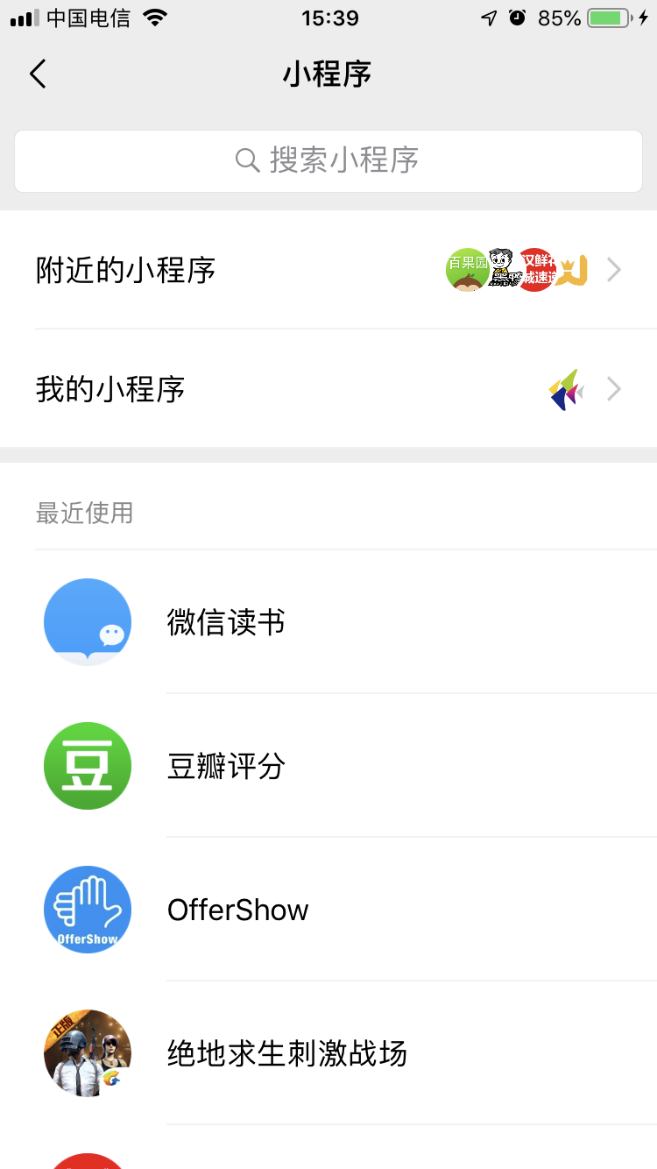 中国电信 15:39 85%
小程序
搜索小程序
附近的小程序 百果园
我的小程序
最近使用
微信读书
豆 豆瓣评分
OfferShow OfferShow
正版 绝地求生刺激战场